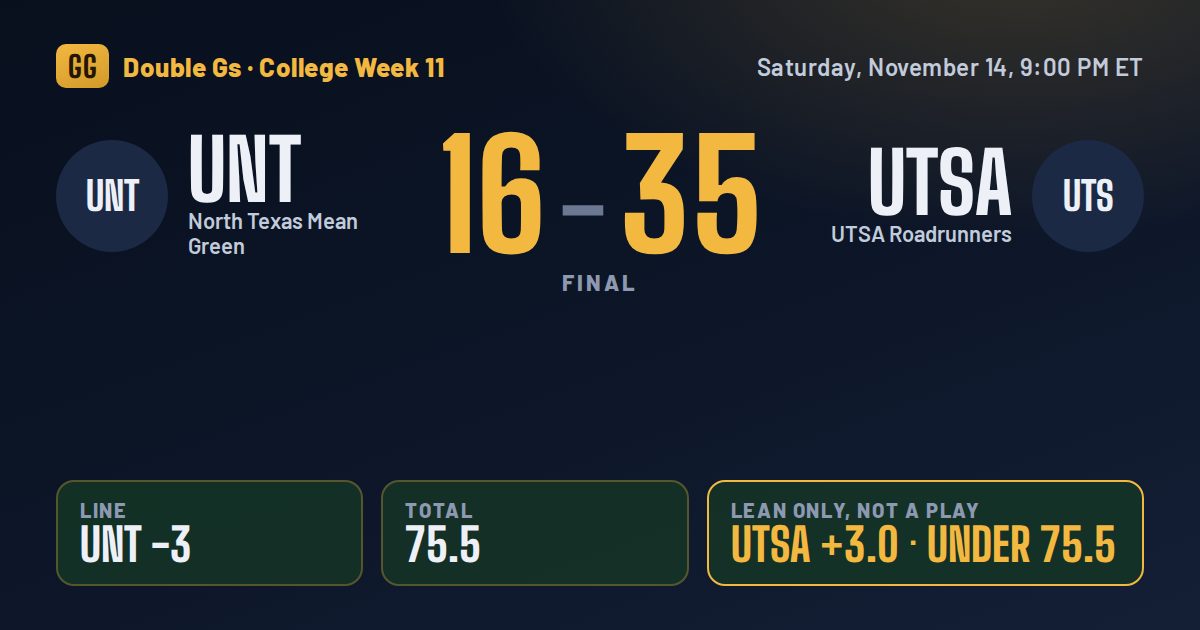 GG
Double Gs · College Week 11
Saturday, November 14, 9:00 PM ET
UNT
UNT
North Texas Mean
Green
16 – 35
FINAL
UTSA
UTSA Roadrunners
UTS
LINE
UNT −3
TOTAL
75.5
LEAN ONLY, NOT A PLAY
UTSA +3.0 · UNDER 75.5